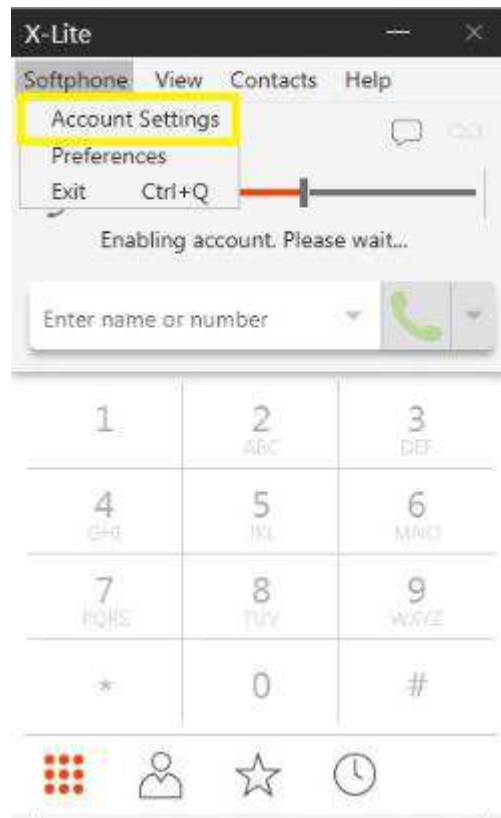 X-Lite
Softphone View Contacts Help
Account Settings
Preferences
Exit Ctrl+Q
Enabling account. Please wait...
Enter name or number
1 2 3
ABC DEF
4 5 6
GHI JKL MNO
7 8 9
PQRS TUV WXYZ
* 0 #